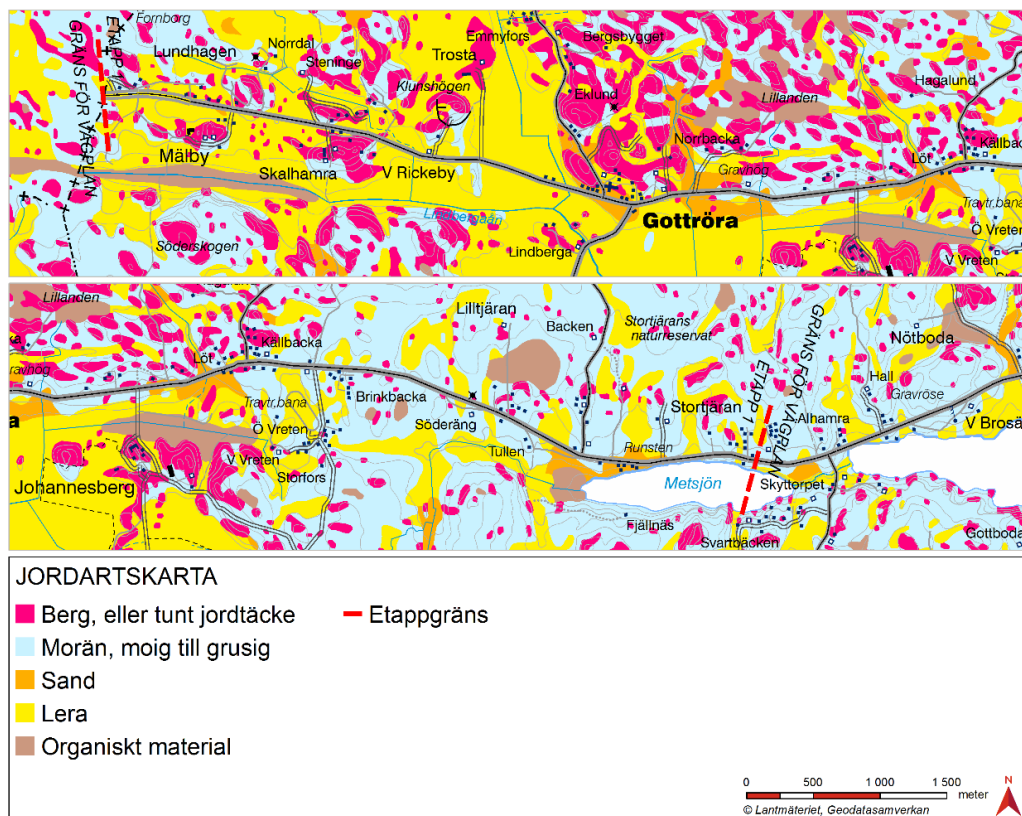 Fornborg
ETAPP 1
GRÄNS FÖR VÄGPLAN
Lundhagen
Norrdal
Steninge
Trosta
Emmyfors
Bergsbygget
Klunshögen
Eklund
Lillanden
Hagalund
Norrbacka
Gravhög
Källbac
Löt
Mälby
Skalhamra
V Rickeby
Gottröra
Travtr.bana
Ö Vreten
V Vreten
Söderskogen
Lindberga
Lillanden
Lilltjäran
Backen
Stortjärans
naturreservat
GRÄNS FÖR VÄGPLAN
ETAPP 1
Nötboda
Källbacka
Löt
ravhög
Brinkbacka
Hall
Gravröse
Travtr.bana
Stortjäran
Alhamra
a
Ö Vreten
Söderäng
Tullen
Runsten
V Brosä
V Vreten
Storfors
Metsjön
Skyttorpet
Johannesberg
Fjällnäs
Svartbäcken
Gottboda
JORDARTSKARTA
Berg, eller tunt jordtäcke
Etappgräns
Morän, moig till grusig
Sand
Lera
Organiskt material
0 500 1 000 1 500
meter
N
© Lantmäteriet, Geodatasamverkan